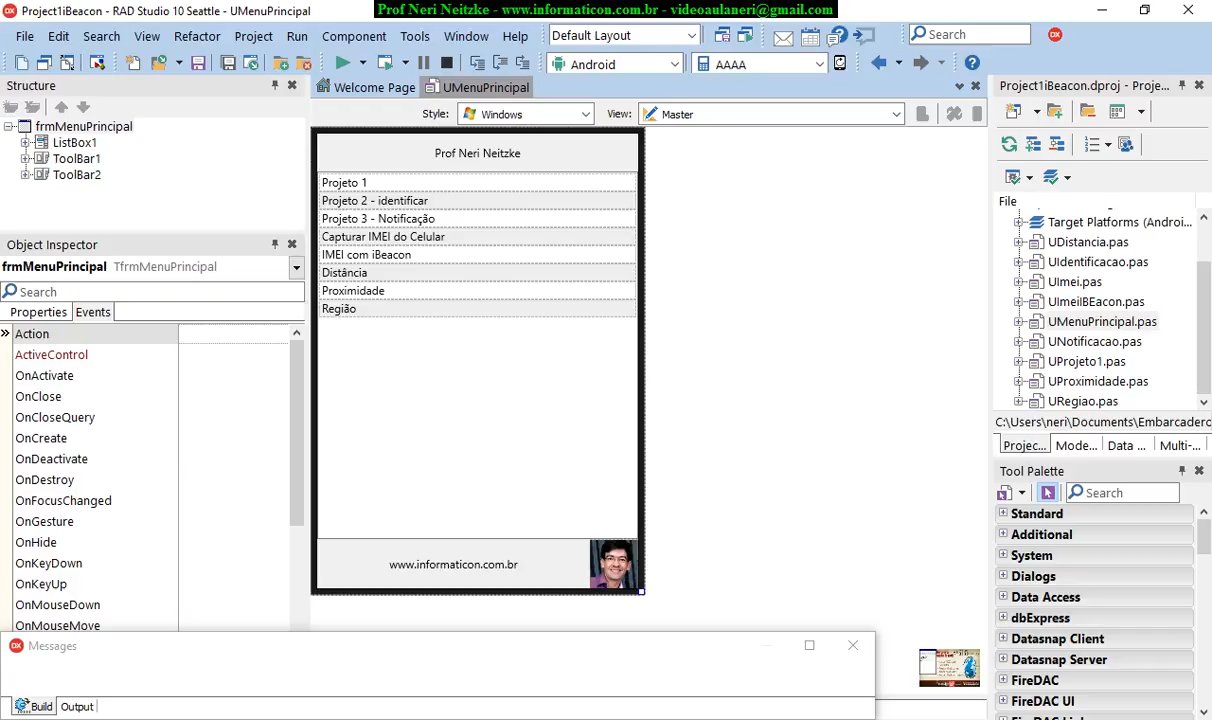 Project1iBeacon - RAD Studio 10 Seattle - UMenuPrincipal
Prof Neri Neitzke - www.informaticon.com.br - videoaulaneri@gmail.com
File Edit Search View Refactor Project Run Component Tools Window Help
Default Layout
Search
Android
AAAA
Structure
frmMenuPrincipal
ListBox1
ToolBar1
ToolBar2
Object Inspector
frmMenuPrincipal TfrmMenuPrincipal
Search
Properties Events
Action
ActiveControl
OnActivate
OnClose
OnCloseQuery
OnCreate
OnDeactivate
OnDestroy
OnFocusChanged
OnGesture
OnHide
OnKeyDown
OnKeyUp
OnMouseDown
OnMouseMove
Welcome Page UMenuPrincipal
Style: Windows View: Master
Prof Neri Neitzke
Projeto 1
Projeto 2 - identificar
Projeto 3 - Notificação
Capturar IMEI do Celular
IMEI com iBeacon
Distância
Proximidade
Região
www.informaticon.com.br
Messages
Build Output
Project1iBeacon.dproj - Proje...
File
Target Platforms (Androi...
UDistancia.pas
UIdentificacao.pas
UImei.pas
UImeiIBEacon.pas
UMenuPrincipal.pas
UNotificacao.pas
UProjeto1.pas
UProximidade.pas
URegiao.pas
C:\Users\neri\Documents\Embarcadero
Projec... Mode... Data ... Multi-...
Tool Palette
Search
Standard
Additional
System
Dialogs
Data Access
dbExpress
Datasnap Client
Datasnap Server
FireDAC
FireDAC UI